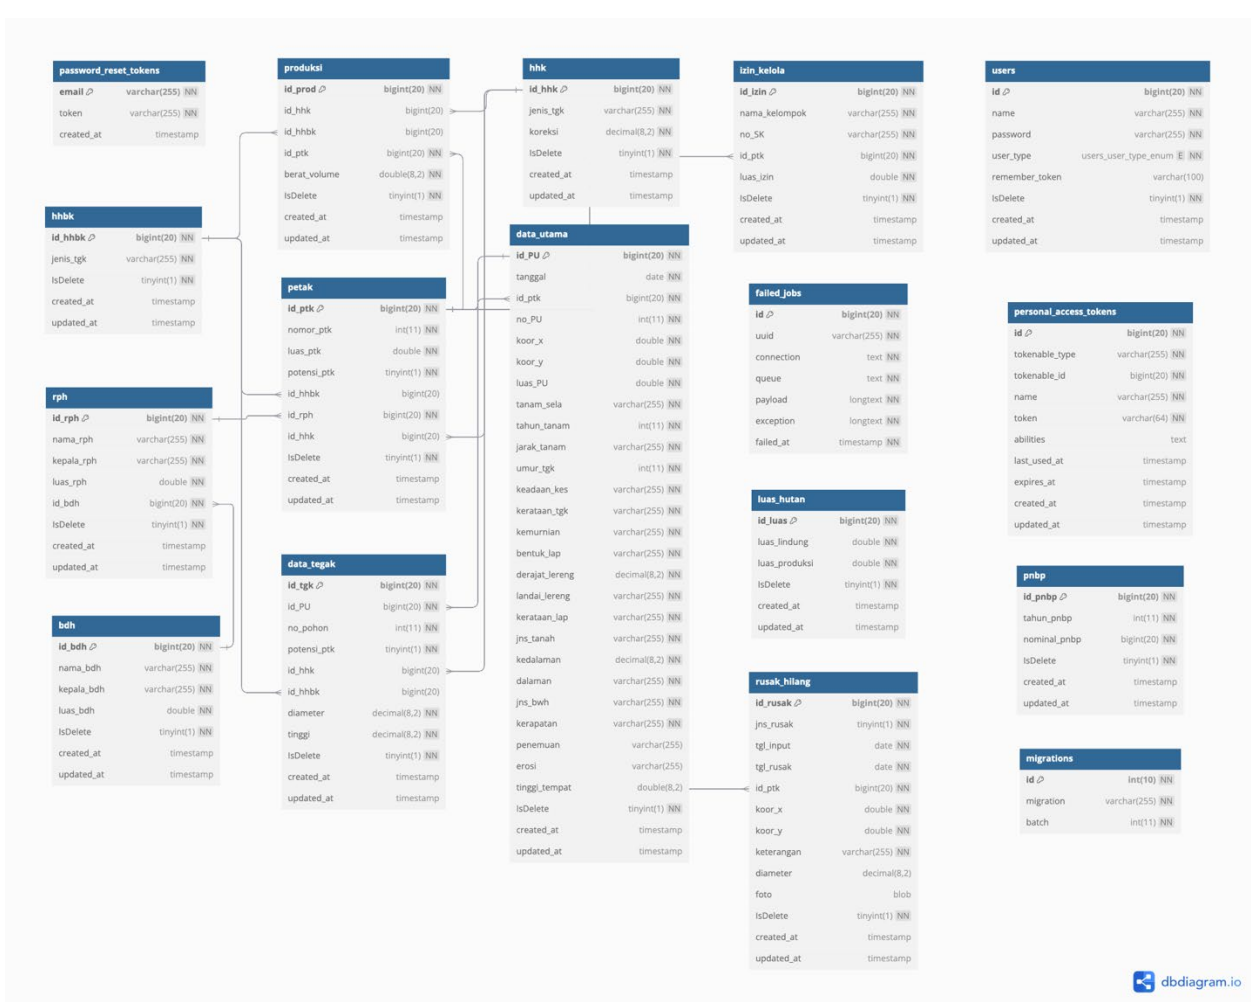 password_reset_tokens
email varchar(255) NN
token varchar(255) NN
created_at timestamp
hhbk
id_hhbk bigint(20) NN
jenis_tgk varchar(255) NN
IsDelete tinyint(1) NN
created_at timestamp
updated_at timestamp
rph
id_rph bigint(20) NN
nama_rph varchar(255) NN
kepala_rph varchar(255) NN
luas_rph double NN
id_bdh bigint(20) NN
IsDelete tinyint(1) NN
created_at timestamp
updated_at timestamp
bdh
id_bdh bigint(20) NN
nama_bdh varchar(255) NN
kepala_bdh varchar(255) NN
luas_bdh double NN
IsDelete tinyint(1) NN
created_at timestamp
updated_at timestamp
produksi
id_prod bigint(20) NN
id_hhk bigint(20)
id_hhbk bigint(20)
id_ptk bigint(20) NN
berat_volume double(8,2) NN
IsDelete tinyint(1) NN
created_at timestamp
updated_at timestamp
petak
id_ptk bigint(20) NN
nomor_ptk int(11) NN
luas_ptk double NN
potensi_ptk tinyint(1) NN
id_hhbk bigint(20)
id_rph bigint(20) NN
id_hhk bigint(20)
IsDelete tinyint(1) NN
created_at timestamp
updated_at timestamp
data_tegak
id_tgk bigint(20) NN
id_PU bigint(20) NN
no_pohon int(11) NN
potensi_ptk tinyint(1) NN
id_hhk bigint(20)
id_hhbk bigint(20)
diameter decimal(8,2) NN
tinggi decimal(8,2) NN
IsDelete tinyint(1) NN
created_at timestamp
updated_at timestamp
hhk
id_hhk bigint(20) NN
jenis_tgk varchar(255) NN
koreksi decimal(8,2) NN
IsDelete tinyint(1) NN
created_at timestamp
updated_at timestamp
data_utama
id_PU bigint(20) NN
tanggal date NN
id_ptk bigint(20) NN
no_PU int(11) NN
koor_x double NN
koor_y double NN
luas_PU double NN
tanam_sela varchar(255) NN
tahun_tanam int(11) NN
jarak_tanam varchar(255) NN
umur_tgk int(11) NN
keadaan_kes varchar(255) NN
kerataan_tgk varchar(255) NN
kemurnian varchar(255) NN
bentuk_lap varchar(255) NN
derajat_lereng decimal(8,2) NN
landai_lereng varchar(255) NN
kerataan_lap varchar(255) NN
jns_tanah varchar(255) NN
kedalaman decimal(8,2) NN
dalaman varchar(255) NN
jns_bwh varchar(255) NN
kerapatan varchar(255) NN
penemuan varchar(255)
erosi varchar(255)
tinggi_tempat double(8,2)
IsDelete tinyint(1) NN
created_at timestamp
updated_at timestamp
izin_kelola
id_izin bigint(20) NN
nama_kelompok varchar(255) NN
no_SK varchar(255) NN
id_ptk bigint(20) NN
luas_izin double NN
IsDelete tinyint(1) NN
created_at timestamp
updated_at timestamp
failed_jobs
id bigint(20) NN
uuid varchar(255) NN
connection text NN
queue text NN
payload longtext NN
exception longtext NN
failed_at timestamp NN
luas_hutan
id_luas bigint(20) NN
luas_lindung double NN
luas_produksi double NN
IsDelete tinyint(1) NN
created_at timestamp
updated_at timestamp
rusak_hilang
id_rusak bigint(20) NN
jns_rusak tinyint(1) NN
tgl_input date NN
tgl_rusak date NN
id_ptk bigint(20) NN
koor_x double NN
koor_y double NN
keterangan varchar(255) NN
diameter decimal(8,2)
foto blob
IsDelete tinyint(1) NN
created_at timestamp
updated_at timestamp
users
id bigint(20) NN
name varchar(255) NN
password varchar(255) NN
user_type users_user_type_enum E NN
remember_token varchar(100)
IsDelete tinyint(1) NN
created_at timestamp
updated_at timestamp
personal_access_tokens
id bigint(20) NN
tokenable_type varchar(255) NN
tokenable_id bigint(20) NN
name varchar(255) NN
token varchar(64) NN
abilities text
last_used_at timestamp
expires_at timestamp
created_at timestamp
updated_at timestamp
pnbp
id_pnbp bigint(20) NN
tahun_pnbp int(11) NN
nominal_pnbp bigint(20) NN
IsDelete tinyint(1) NN
created_at timestamp
updated_at timestamp
migrations
id int(10) NN
migration varchar(255) NN
batch int(11) NN
dbdiagram.io